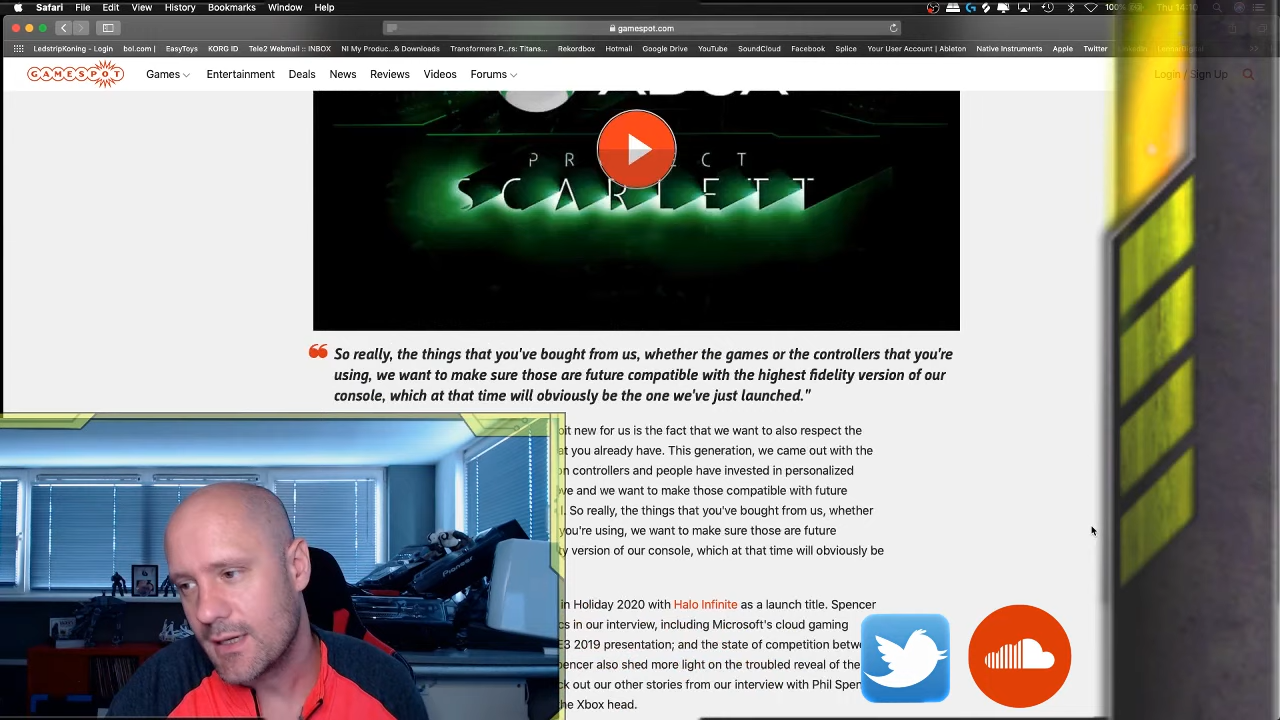 Safari File Edit View History Bookmarks Window Help 100% Thu 14:10
gamespot.com
LedstripKoning - Login bol.com | EasyToys KORG ID Tele2 Webmail :: INBOX NI My Produc...& Downloads Transformers P...rs: Titans... Rekordbox Hotmail Google Drive YouTube SoundCloud Facebook Splice Your User Account | Ableton Native Instruments Apple Twitter
GAMESPOT Games Entertainment Deals News Reviews Videos Forums Login / Sign Up
XBOX
PROJECT
SCARLETT
So really, the things that you've bought from us, whether the games or the controllers that you're
using, we want to make sure those are future compatible with the highest fidelity version of our
console, which at that time will obviously be the one we've just launched."
bit new for us is the fact that we want to also respect the
at you already have. This generation, we came out with the
controllers and people have invested in personalized
and we want to make those compatible with future
So really, the things that you've bought from us, whether
you're using, we want to make sure those are future
version of our console, which at that time will obviously be
in Holiday 2020 with Halo Infinite as a launch title. Spencer
in our interview, including Microsoft's cloud gaming
E3 2019 presentation; and the state of competition
Spencer also shed more light on the troubled reveal of the
out our other stories from our interview with Phil
the Xbox head.